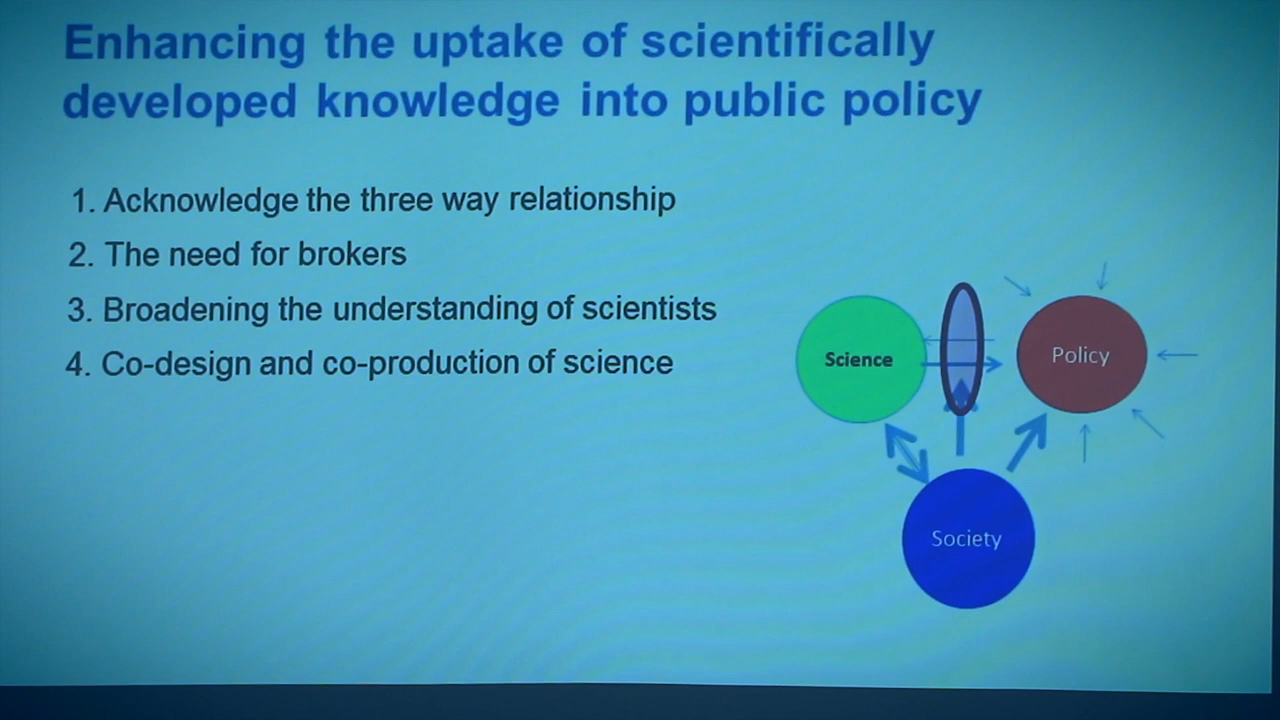 Enhancing the uptake of scientifically
developed knowledge into public policy
1. Acknowledge the three way relationship
2. The need for brokers
3. Broadening the understanding of scientists
4. Co-design and co-production of science
Science
Policy
Society